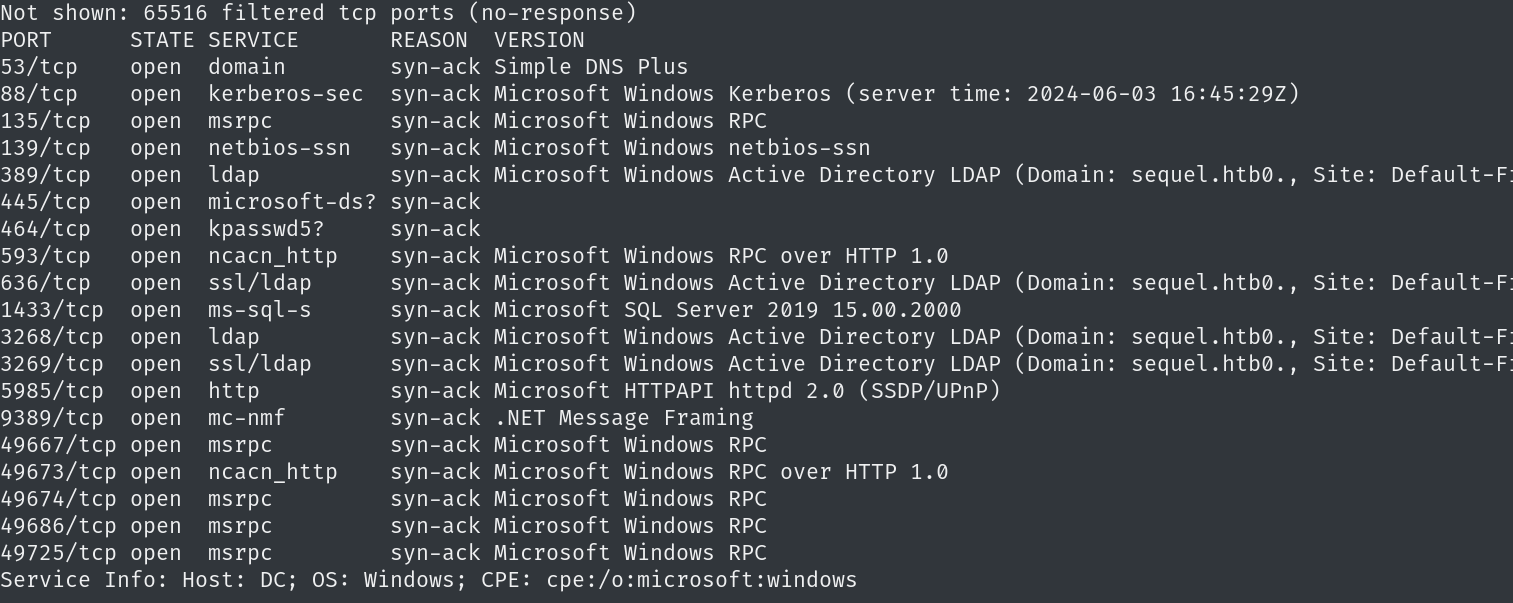 Not shown: 65516 filtered tcp ports (no-response)
PORT      STATE SERVICE       REASON  VERSION
53/tcp    open  domain        syn-ack Simple DNS Plus
88/tcp    open  kerberos-sec  syn-ack Microsoft Windows Kerberos (server time: 2024-06-03 16:45:29Z)
135/tcp   open  msrpc         syn-ack Microsoft Windows RPC
139/tcp   open  netbios-ssn   syn-ack Microsoft Windows netbios-ssn
389/tcp   open  ldap          syn-ack Microsoft Windows Active Directory LDAP (Domain: sequel.htb0., Site: Default-Fi
445/tcp   open  microsoft-ds? syn-ack
464/tcp   open  kpasswd5?     syn-ack
593/tcp   open  ncacn_http    syn-ack Microsoft Windows RPC over HTTP 1.0
636/tcp   open  ssl/ldap      syn-ack Microsoft Windows Active Directory LDAP (Domain: sequel.htb0., Site: Default-Fi
1433/tcp  open  ms-sql-s      syn-ack Microsoft SQL Server 2019 15.00.2000
3268/tcp  open  ldap          syn-ack Microsoft Windows Active Directory LDAP (Domain: sequel.htb0., Site: Default-Fi
3269/tcp  open  ssl/ldap      syn-ack Microsoft Windows Active Directory LDAP (Domain: sequel.htb0., Site: Default-Fi
5985/tcp  open  http          syn-ack Microsoft HTTPAPI httpd 2.0 (SSDP/UPnP)
9389/tcp  open  mc-nmf        syn-ack .NET Message Framing
49667/tcp open  msrpc         syn-ack Microsoft Windows RPC
49673/tcp open  ncacn_http    syn-ack Microsoft Windows RPC over HTTP 1.0
49674/tcp open  msrpc         syn-ack Microsoft Windows RPC
49686/tcp open  msrpc         syn-ack Microsoft Windows RPC
49725/tcp open  msrpc         syn-ack Microsoft Windows RPC
Service Info: Host: DC; OS: Windows; CPE: cpe:/o:microsoft:windows